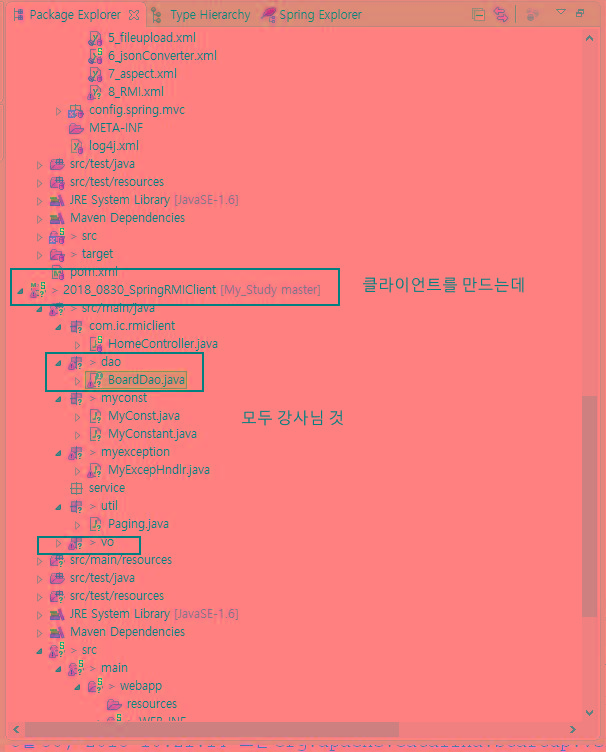 Package Explorer Type Hierarchy Spring Explorer
5_fileupload.xml
6_jsonConverter.xml
7_aspect.xml
8_RMI.xml
> config.spring.mvc
META-INF
log4j.xml
src/test/java
src/test/resources
JRE System Library [JavaSE-1.6]
Maven Dependencies
> src
> target
pom.xml
> 2018_0830_SpringRMIClient [My_Study master] 클라이언트를 만드는데
> src/main/java
com.ic.rmiclient
HomeController.java
> dao
BoardDao.java
> myconst
MyConst.java 모두 강사님 것
MyConstant.java
> myexception
MyExcepHndlr.java
service
> util
Paging.java
> vo
src/main/resources
src/test/java
src/test/resources
JRE System Library [JavaSE-1.6]
Maven Dependencies
> src
> main
> webapp
resources
> WEB-INF